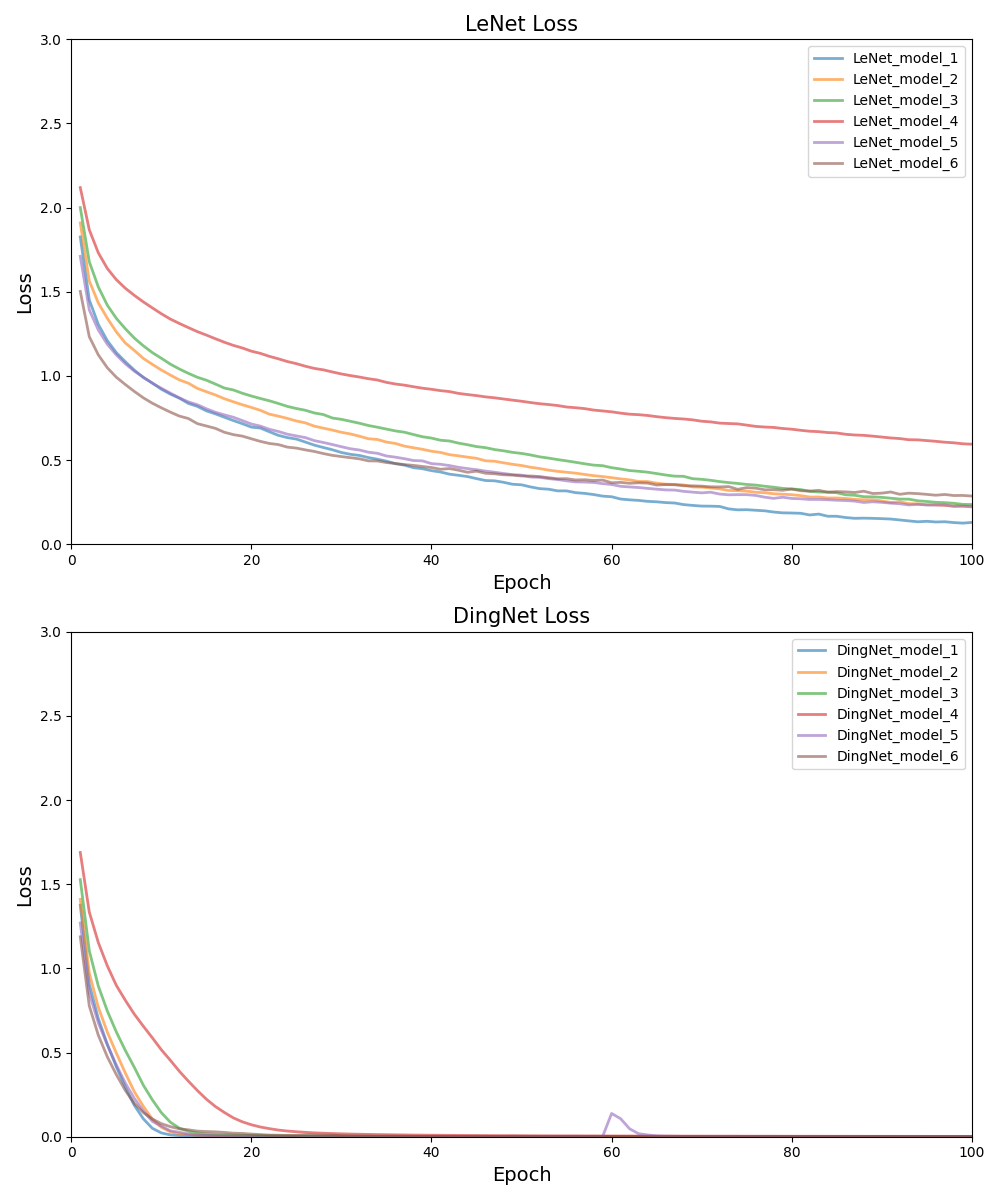 LeNet Loss
3.0
2.5
2.0
1.5
1.0
0.5
0.0
Loss
LeNet_model_1
LeNet_model_2
LeNet_model_3
LeNet_model_4
LeNet_model_5
LeNet_model_6
0 20 40 60 80 100
Epoch
DingNet Loss
3.0
2.5
2.0
1.5
1.0
0.5
0.0
Loss
DingNet_model_1
DingNet_model_2
DingNet_model_3
DingNet_model_4
DingNet_model_5
DingNet_model_6
0 20 40 60 80 100
Epoch